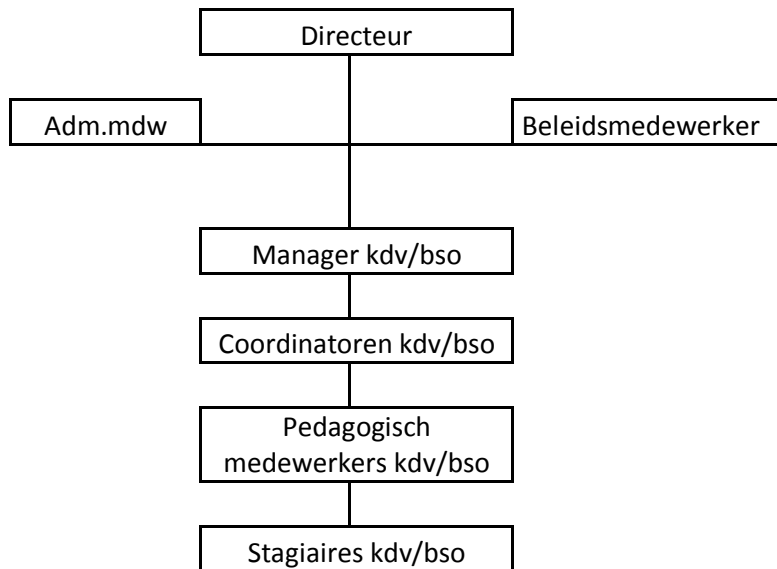 Directeur
Adm.mdw
Beleidsmedewerker
Manager kdv/bso
Coordinatoren kdv/bso
Pedagogisch
medewerkers kdv/bso
Stagiaires kdv/bso